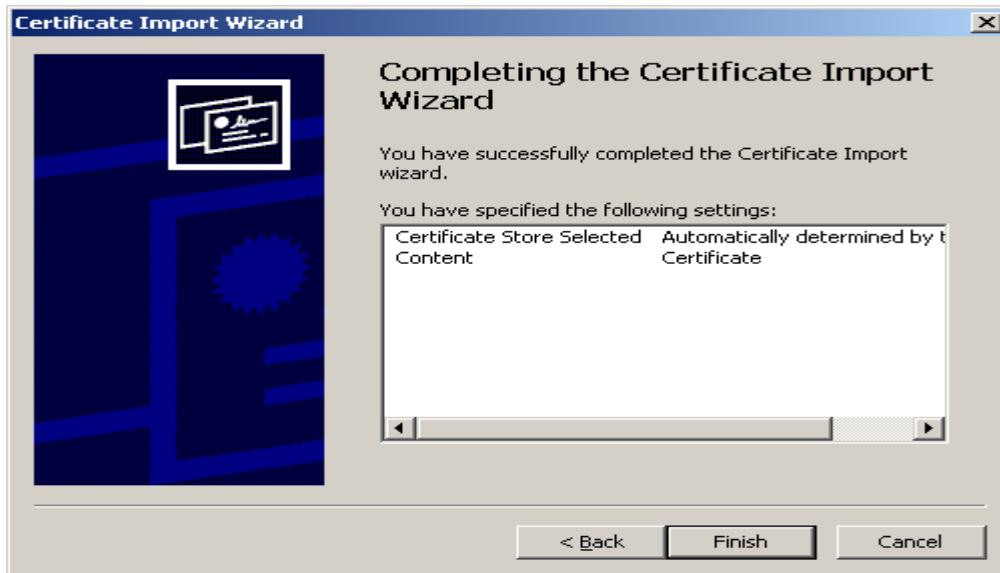 Certificate Import Wizard
Completing the Certificate Import
Wizard
You have successfully completed the Certificate Import
wizard.
You have specified the following settings:
Certificate Store Selected Automatically determined by t
Content Certificate
< Back Finish Cancel